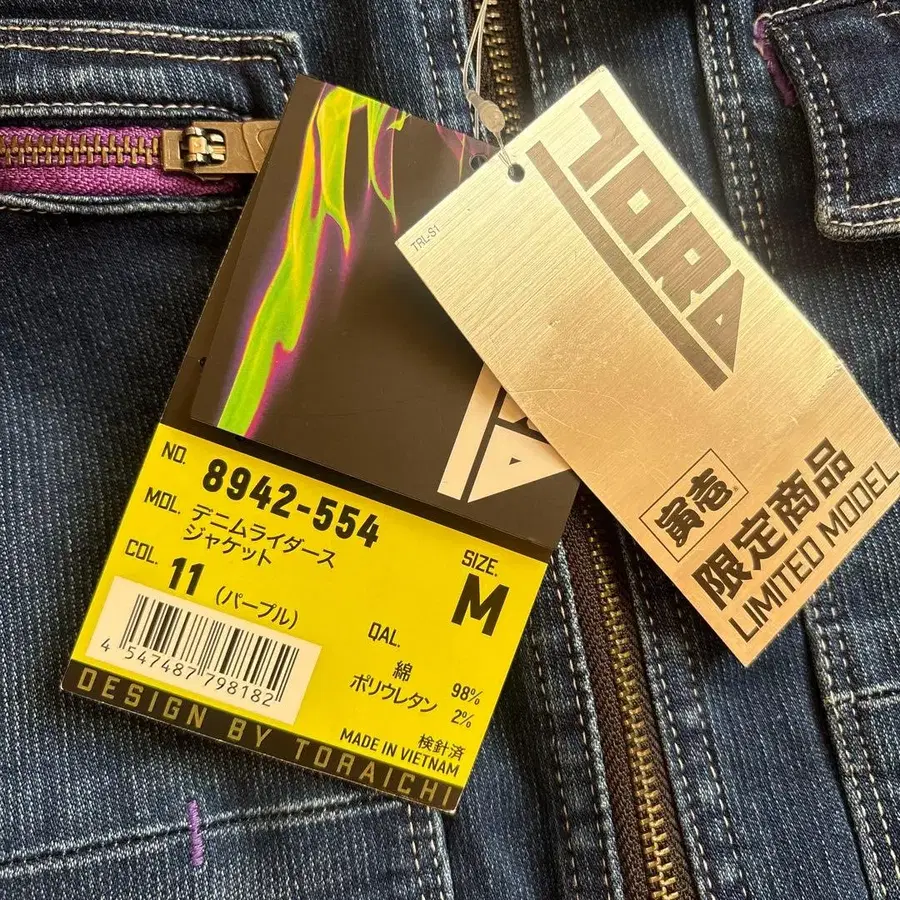 NO. 8942-554
MDL. デニムライダース
ジャケット
COL. 11 (パープル)
SIZE.
M
QAL.
綿 98%
ポリウレタン 2%
4 547487 798182
検針済
MADE IN VIETNAM
DESIGN BY TORAICHI
TRL-S1
TORA
寅壱
限定商品
LIMITED MODEL